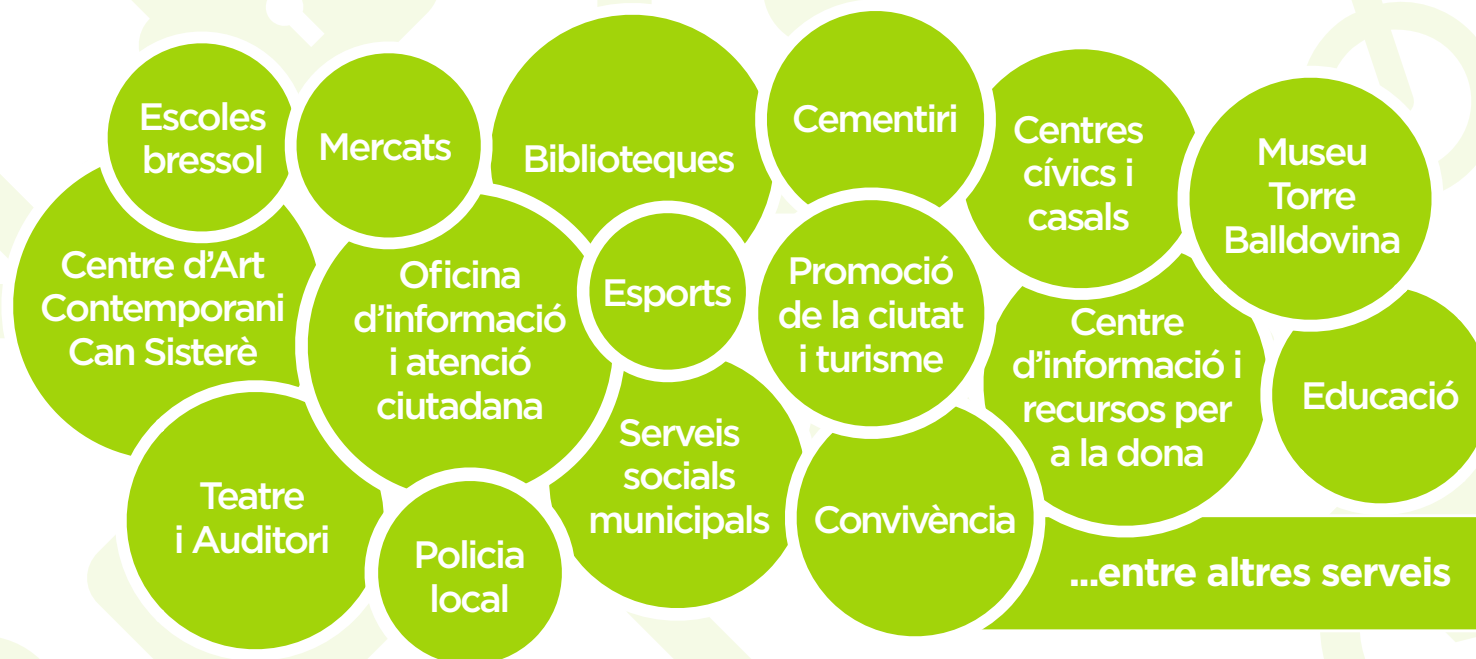 Escoles
bressol
Mercats
Biblioteques
Cementiri
Centres
cívics i
casals
Museu
Torre
Balldovina
Centre d’Art
Contemporani
Can Sisterè
Oficina
d’informació
i atenció
ciutadana
Esports
Promoció
de la ciutat
i turisme
Centre
d’informació i
recursos per
a la dona
Educació
Teatre
i Auditori
Policia
local
Serveis
socials
municipals
Convivència
...entre altres serveis